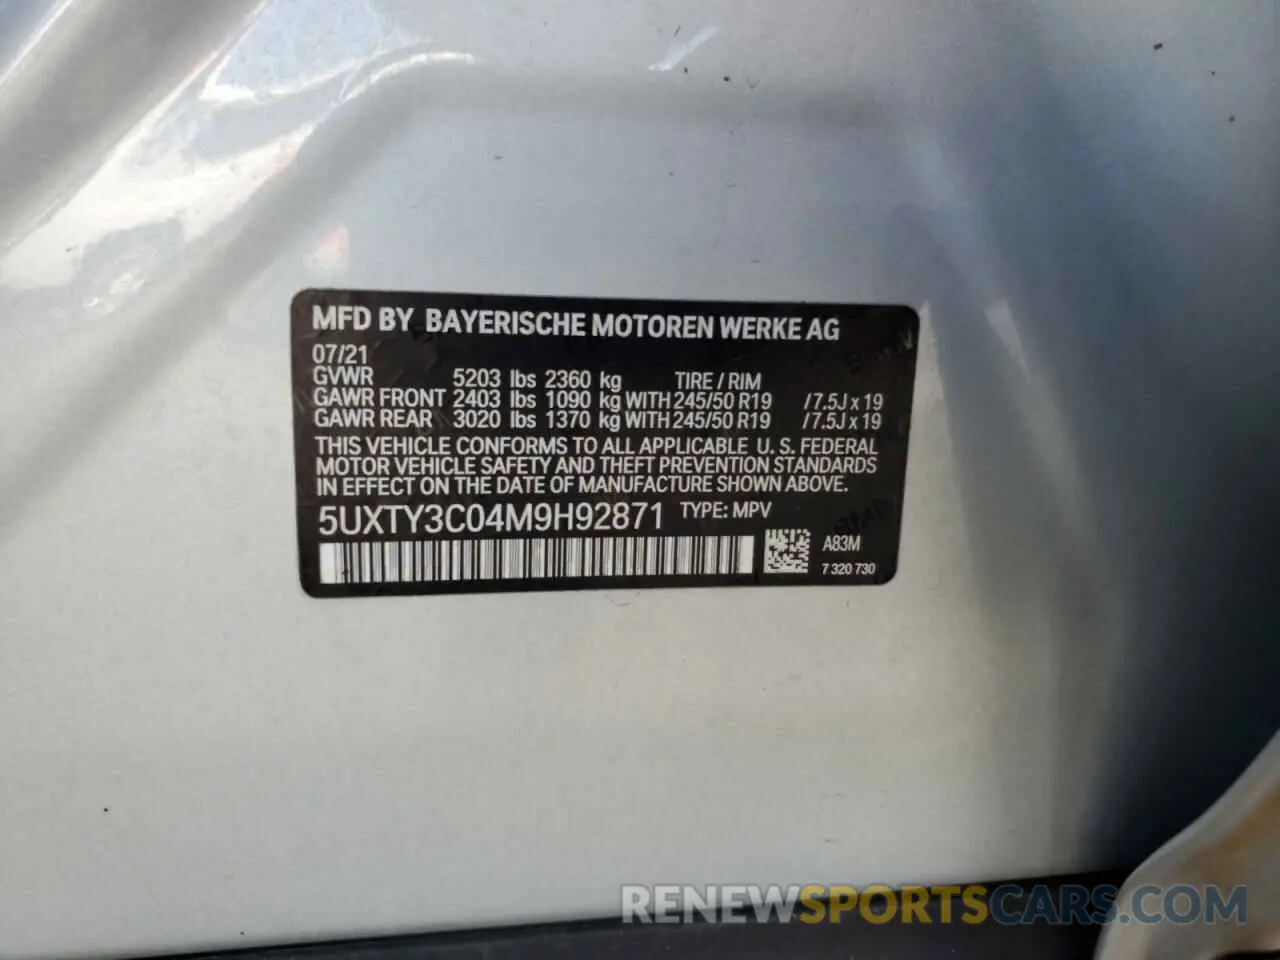 MFD BY BAYERISCHE MOTOREN WERKE AG
07/21
GVWR 5203 lbs 2360 kg TIRE / RIM
GAWR FRONT 2403 lbs 1090 kg WITH 245/50 R19 /7.5J x 19
GAWR REAR 3020 lbs 1370 kg WITH 245/50 R19 /7.5J x 19
THIS VEHICLE CONFORMS TO ALL APPLICABLE U. S. FEDERAL
MOTOR VEHICLE SAFETY AND THEFT PREVENTION STANDARDS
IN EFFECT ON THE DATE OF MANUFACTURE SHOWN ABOVE.
5UXTY3C04M9H92871 TYPE: MPV
A83M
7 320 730
RENEWSPORTSCARS.COM